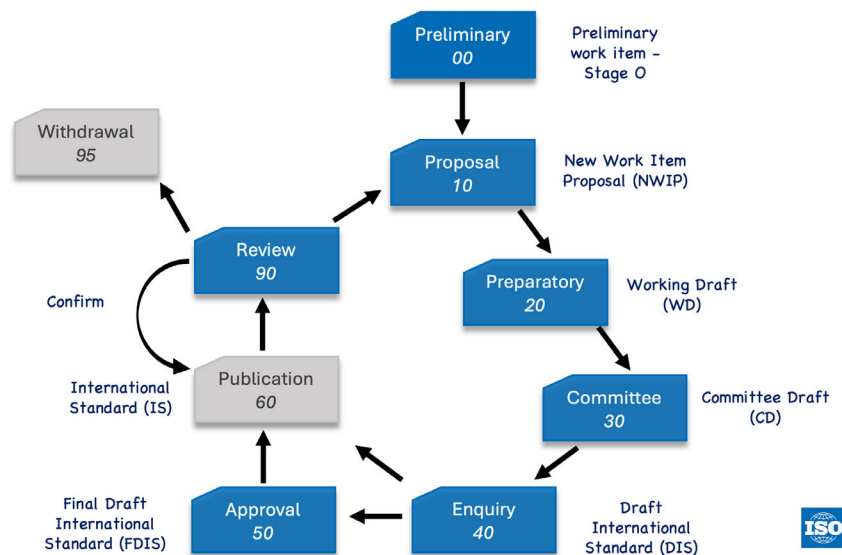 Preliminary
00
Preliminary
work item –
Stage 0
Withdrawal
95
Proposal
10
New Work Item
Proposal (NWIP)
Review
90
Preparatory
20
Working Draft
(WD)
Confirm
Publication
60
International
Standard (IS)
Committee
30
Committee Draft
(CD)
Final Draft
International
Standard (FDIS)
Approval
50
Enquiry
40
Draft
International
Standard (DIS)
ISO